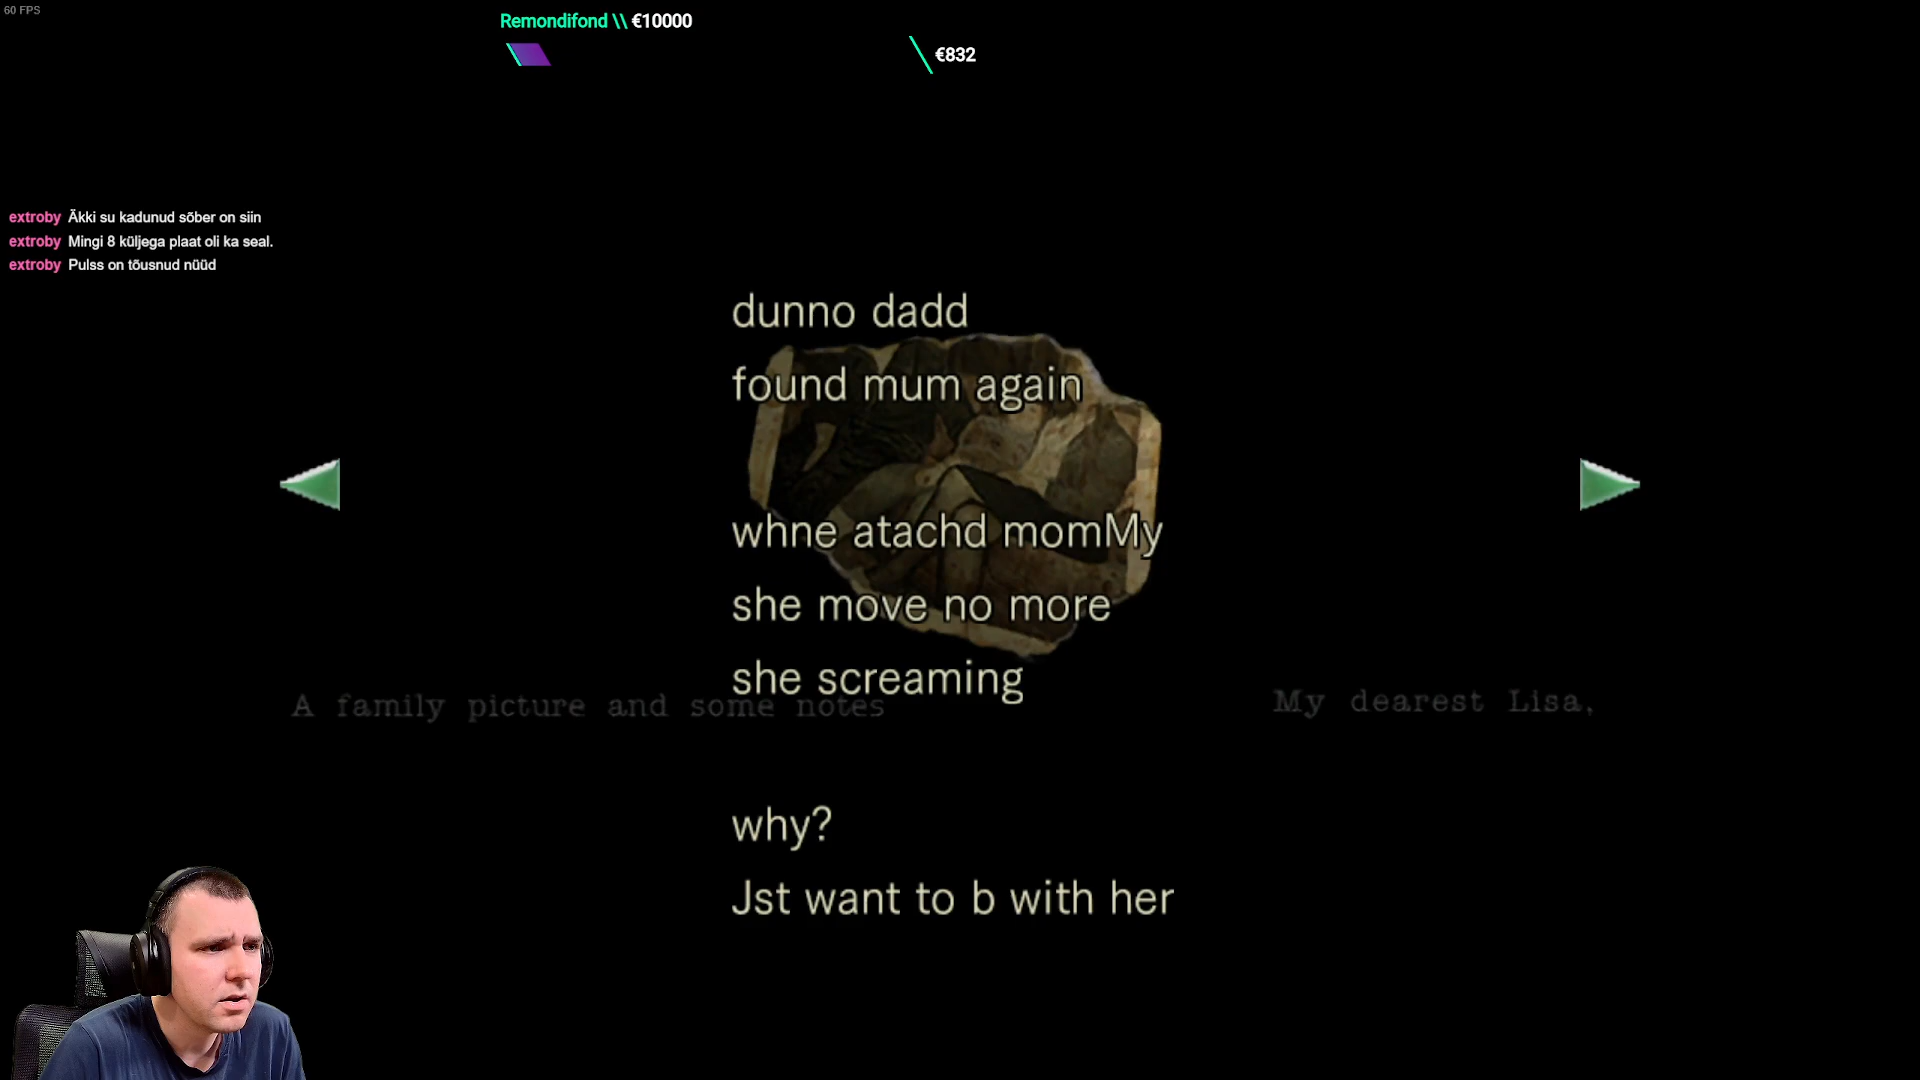 60 FPS
Remondifond \\ €10000
€832
extroby Äkki su kadunud sõber on siin
extroby Mingi 8 küljega plaat oli ka seal.
extroby Pulss on tõusnud nüüd
dunno dadd
found mum again
whne atachd momMy
she move no more
she screaming
A family picture and some notes
My dearest Lisa,
why?
Jst want to b with her